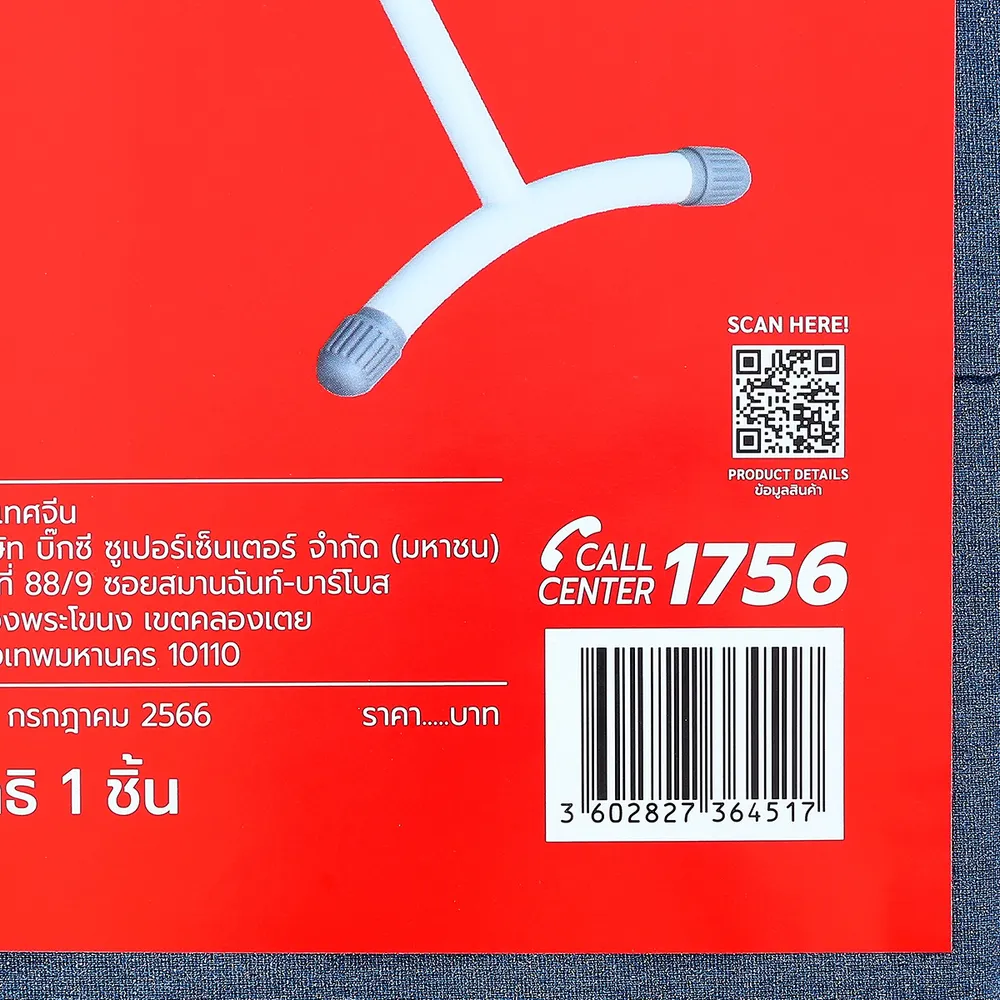 SCAN HERE!
PRODUCT DETAILS
ข้อมูลสินค้า
เทศจีน
บิ๊กซี ซูเปอร์เซ็นเตอร์ จำกัด (มหาชน)
ที่ 88/9 ซอยสมานฉันท์-บาร์โบส
งพระโขนง เขตคลองเตย
เทพมหานคร 10110
กรกฎาคม 2566 ราคา.....บาท
ธิ 1 ชิ้น
CALL
CENTER 1756
3 602827 364517